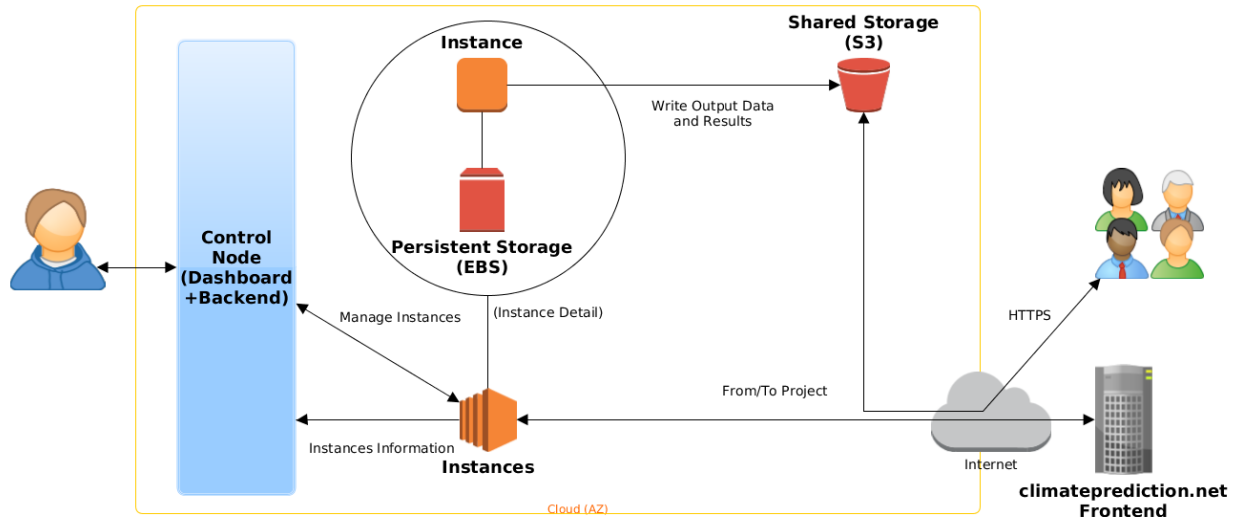 Instance
Shared Storage
(S3)
Write Output Data
and Results
Persistent Storage
(EBS)
Control
Node
(Dashboard
+Backend)
(Instance Detail)
Manage Instances
HTTPS
From/To Project
Instances Information
Instances
Internet
climateprediction.net
Frontend
Cloud (AZ)